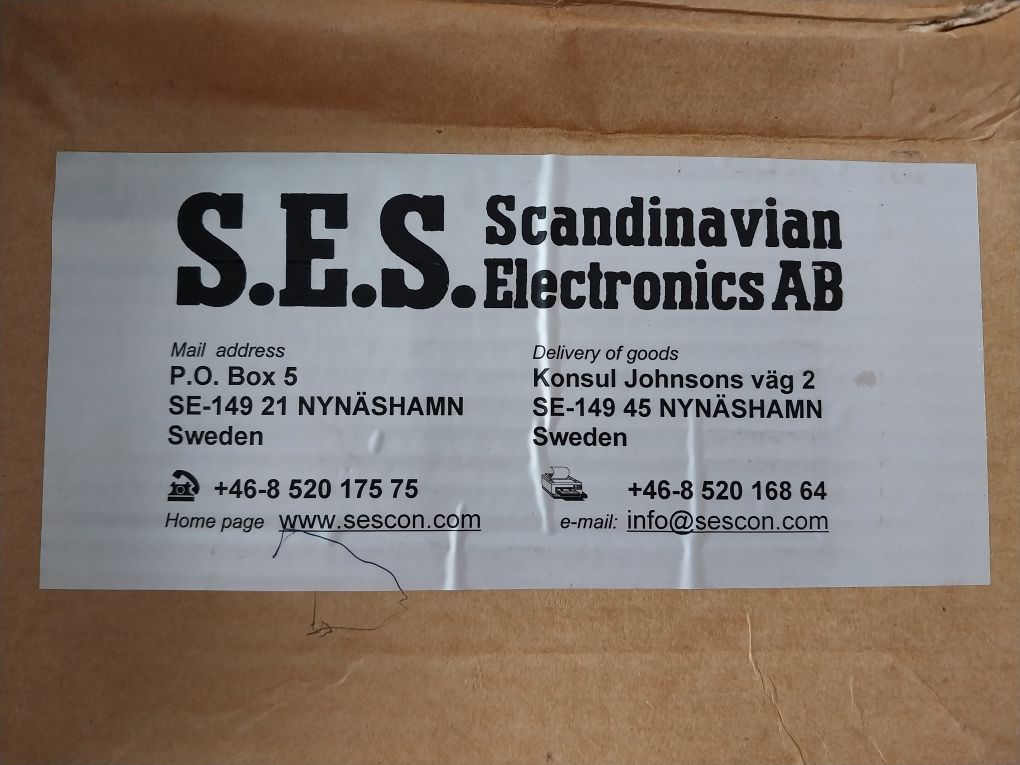 S.E.S. Scandinavian
Electronics AB
Mail address
P.O. Box 5
SE-149 21 NYNÄSHAMN
Sweden
Delivery of goods
Konsul Johnsons väg 2
SE-149 45 NYNÄSHAMN
Sweden
+46-8 520 175 75
+46-8 520 168 64
Home page www.sescon.com
e-mail: info@sescon.com